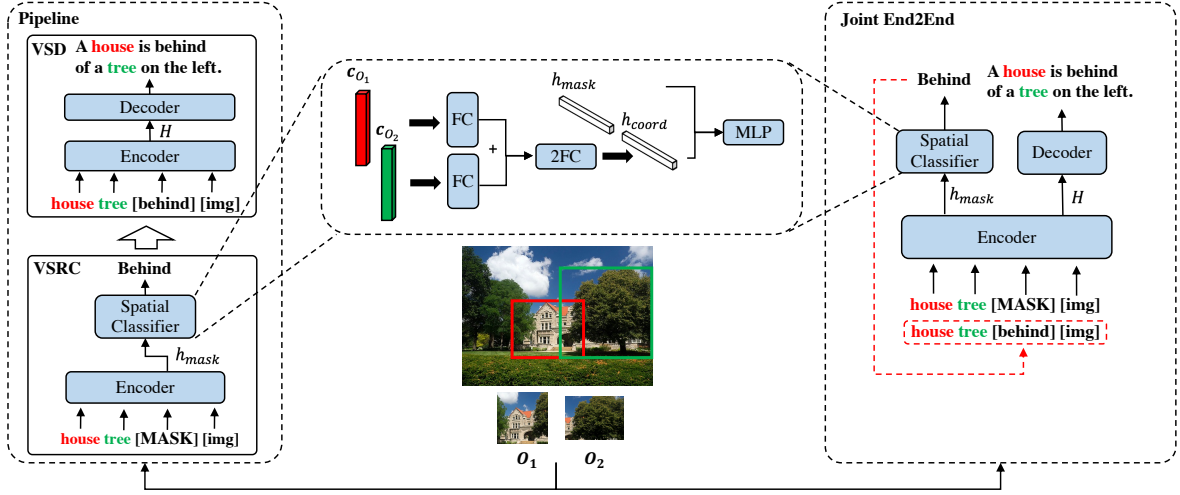 Pipeline
VSD
A house is behind
of a tree on the left.
Decoder
H
Encoder
house tree [behind] [img]
VSRC
Behind
Spatial
Classifier
h_mask
Encoder
house tree [MASK] [img]
c_O1
c_O2
FC
FC
+
2FC
h_mask
h_coord
MLP
O1
O2
Joint End2End
Behind
A house is behind
of a tree on the left.
Spatial
Classifier
Decoder
h_mask
H
Encoder
house tree [MASK] [img]
house tree [behind] [img]